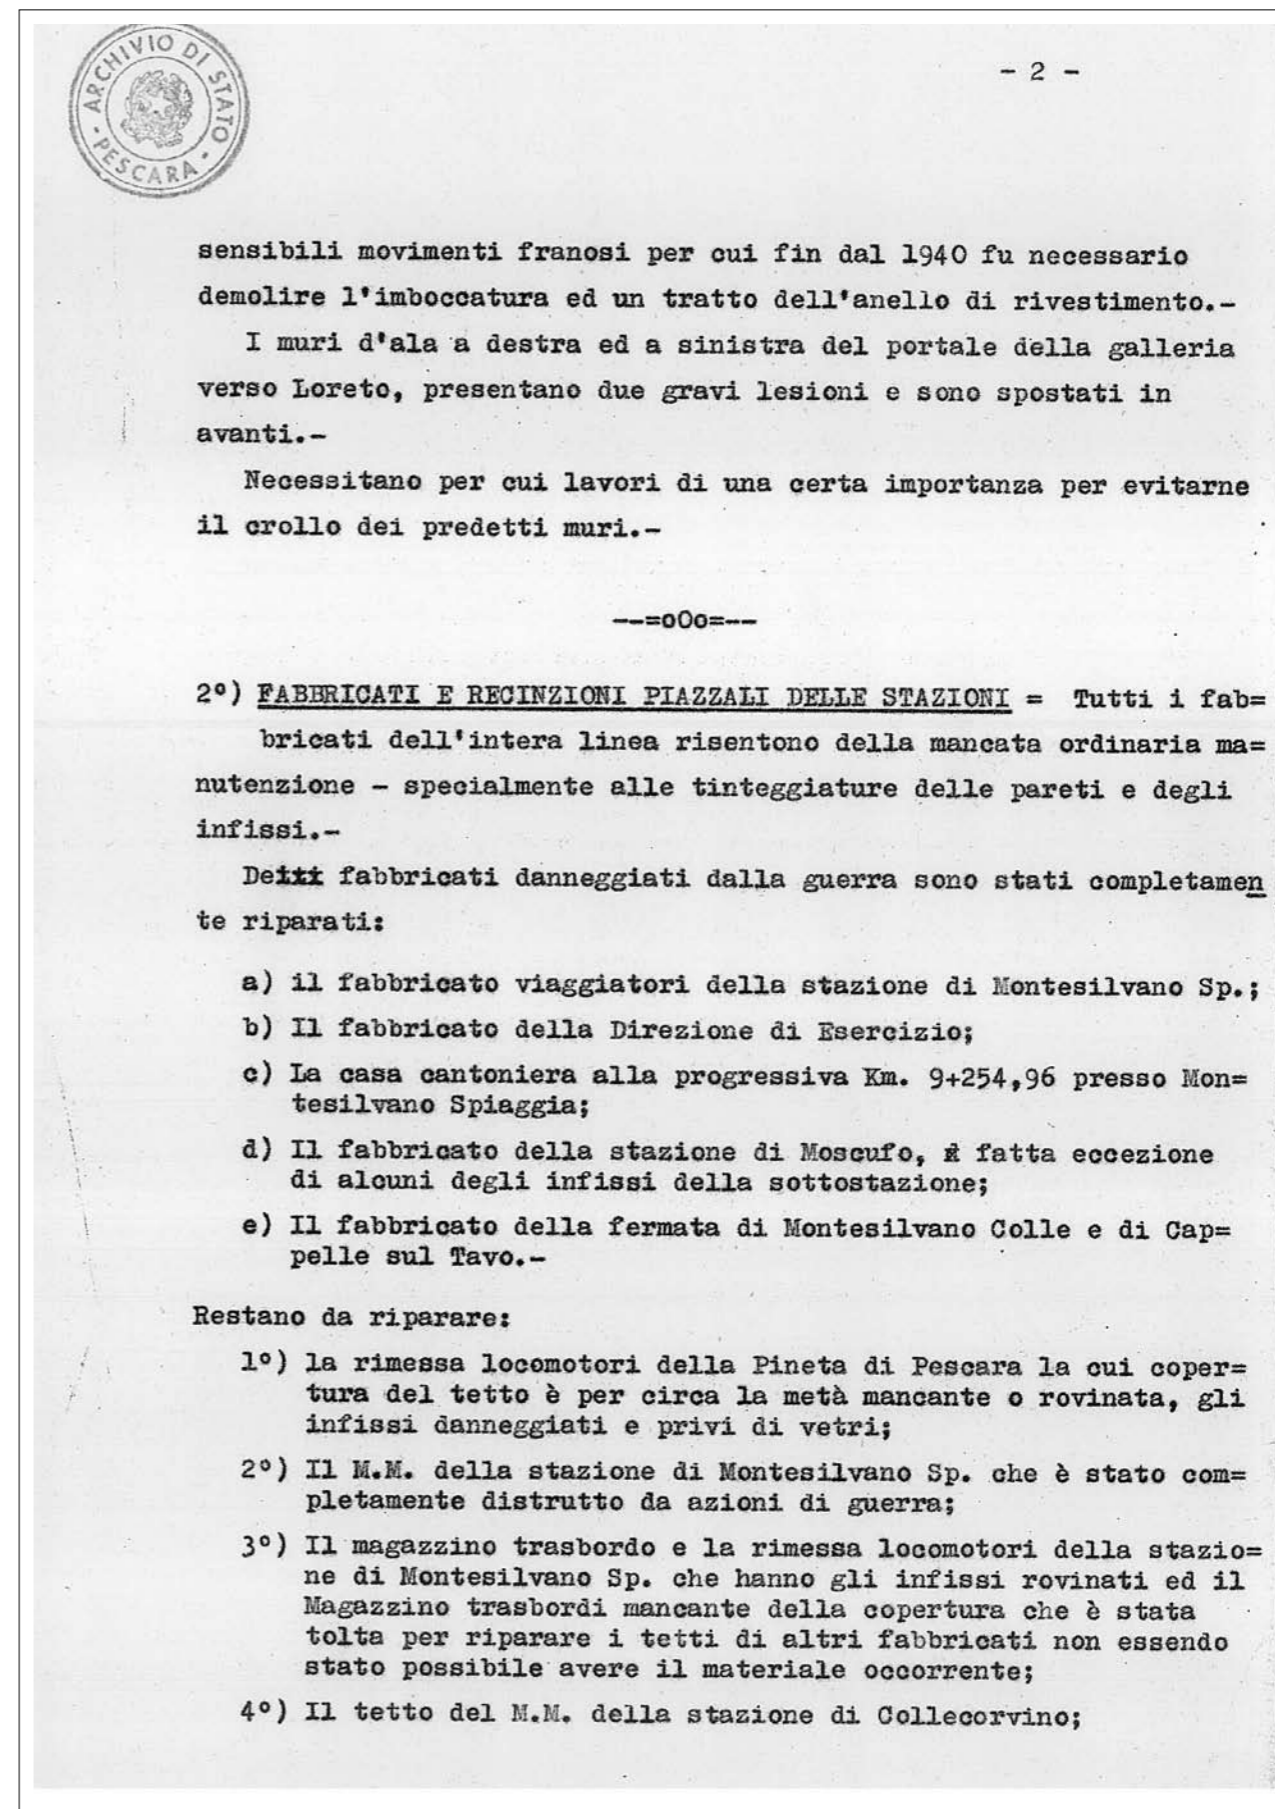 ARCHIVIO DI STATO
- PESCARA -
- 2 -
sensibili movimenti franosi per cui fin dal 1940 fu necessario
demolire l'imboccatura ed un tratto dell'anello di rivestimento.-
I muri d'ala a destra ed a sinistra del portale della galleria
verso Loreto, presentano due gravi lesioni e sono spostati in
avanti.-
Necessitano per cui lavori di una certa importanza per evitarne
il crollo dei predetti muri.-
--=oOo=--
2°) FABBRICATI E RECINZIONI PIAZZALI DELLE STAZIONI = Tutti i fab=
bricati dell'intera linea risentono della mancata ordinaria ma=
nutenzione - specialmente alle tinteggiature delle pareti e degli
infissi.-
Dei fabbricati danneggiati dalla guerra sono stati completamen
te riparati:
a) il fabbricato viaggiatori della stazione di Montesilvano Sp.;
b) Il fabbricato della Direzione di Esercizio;
c) La casa cantoniera alla progressiva Km. 9+254,96 presso Mon=
tesilvano Spiaggia;
d) Il fabbricato della stazione di Moscufo, fatta eccezione
di alcuni degli infissi della sottostazione;
e) Il fabbricato della fermata di Montesilvano Colle e di Cap=
pelle sul Tavo.-
Restano da riparare:
1°) la rimessa locomotori della Pineta di Pescara la cui coper=
tura del tetto è per circa la metà mancante o rovinata, gli
infissi danneggiati e privi di vetri;
2°) Il M.M. della stazione di Montesilvano Sp. che è stato com=
pletamente distrutto da azioni di guerra;
3°) Il magazzino trasbordo e la rimessa locomotori della stazio=
ne di Montesilvano Sp. che hanno gli infissi rovinati ed il
Magazzino trasbordi mancante della copertura che è stata
tolta per riparare i tetti di altri fabbricati non essendo
stato possibile avere il materiale occorrente;
4°) Il tetto del M.M. della stazione di Collecorvino;